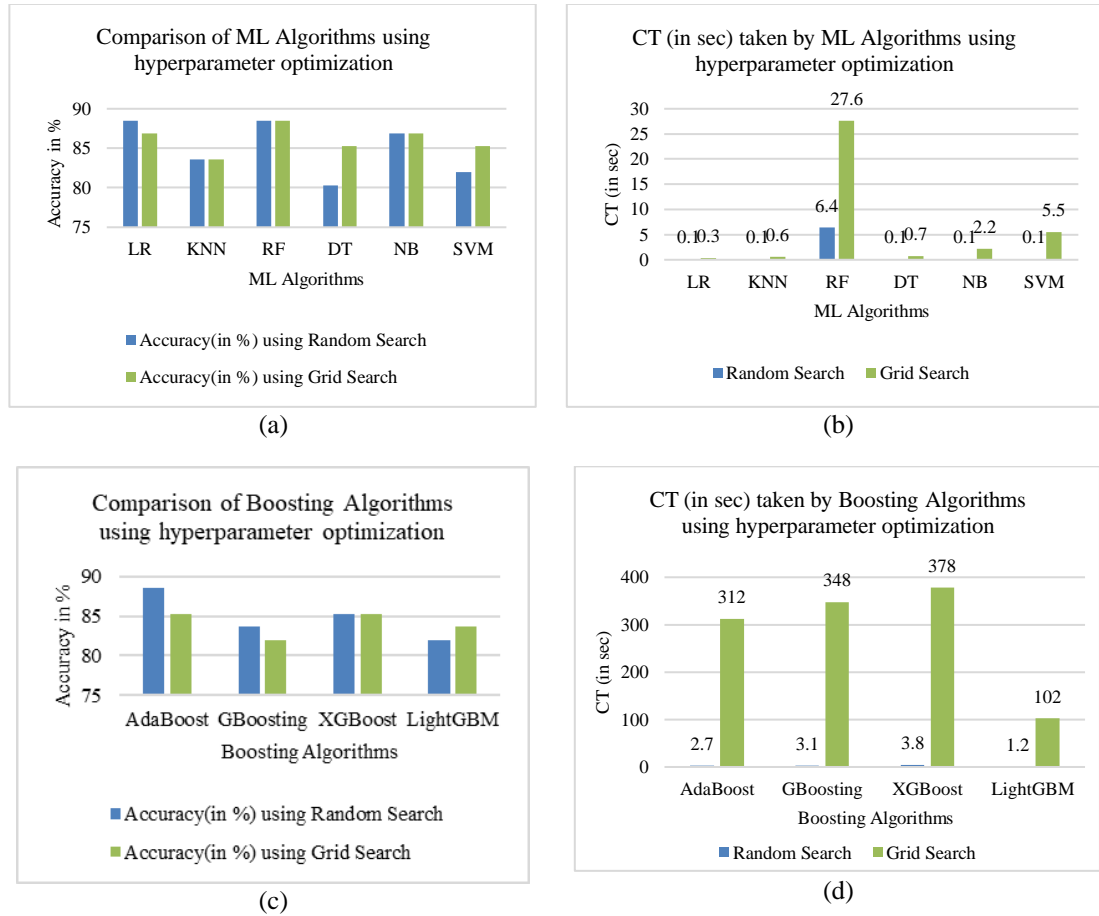 Comparison of ML Algorithms using
hyperparameter optimization
90
85
80
75
Accuracy in %
LR KNN RF DT NB SVM
ML Algorithms
Accuracy(in %) using Random Search
Accuracy(in %) using Grid Search
(a)
CT (in sec) taken by ML Algorithms using
hyperparameter optimization
30
25
20
15
10
5
0
CT (in sec)
0.1 0.3 0.1 0.6 6.4 27.6 0.1 0.7 0.1 2.2 0.1 5.5
LR KNN RF DT NB SVM
ML Algorithms
Random Search Grid Search
(b)
Comparison of Boosting Algorithms
using hyperparameter optimization
90
85
80
75
Accuracy in %
AdaBoost GBoosting XGBoost LightGBM
Boosting Algorithms
Accuracy(in %) using Random Search
Accuracy(in %) using Grid Search
(c)
CT (in sec) taken by Boosting Algorithms
using hyperparameter optimization
400
300
200
100
0
CT (in sec)
2.7 312 3.1 348 3.8 378 1.2 102
AdaBoost GBoosting XGBoost LightGBM
Boosting Algorithms
Random Search Grid Search
(d)